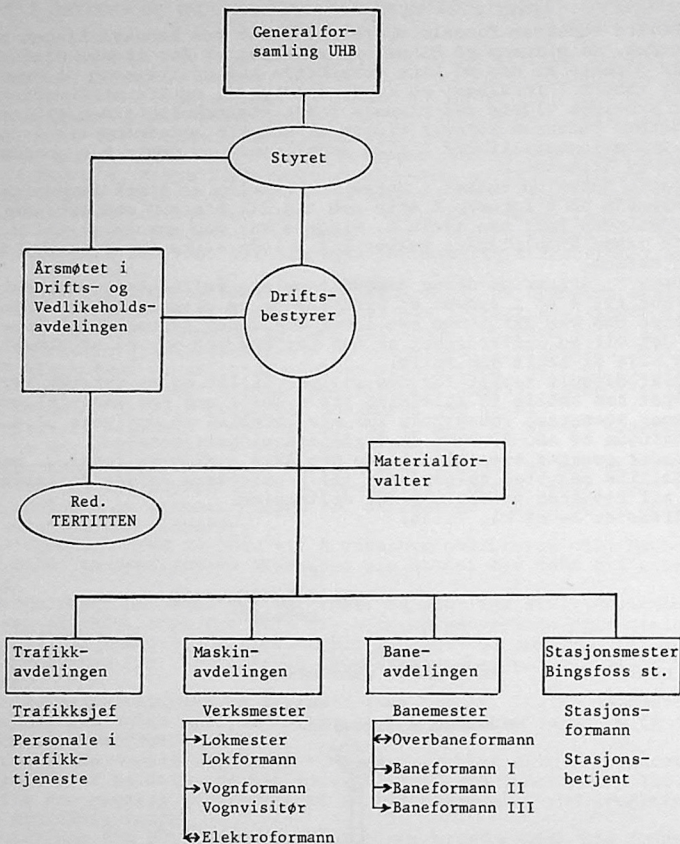 Generalfor-
samling UHB
Styret
Årsmøtet i
Drifts- og
Vedlikeholds-
avdelingen
Drifts-
bestyrer
Materialfor-
valter
Red.
TERTITTEN
Trafikk-
avdelingen
Trafikksjef
Personale i
trafikk-
tjeneste
Maskin-
avdelingen
Verksmester
Lokmester
Lokformann
Vognformann
Vognvisitør
Elektroformann
Bane-
avdelingen
Banemester
Overbaneformann
Baneformann I
Baneformann II
Baneformann III
Stasjonsmester
Bingsfoss st.
Stasjons-
formann
Stasjons-
betjent